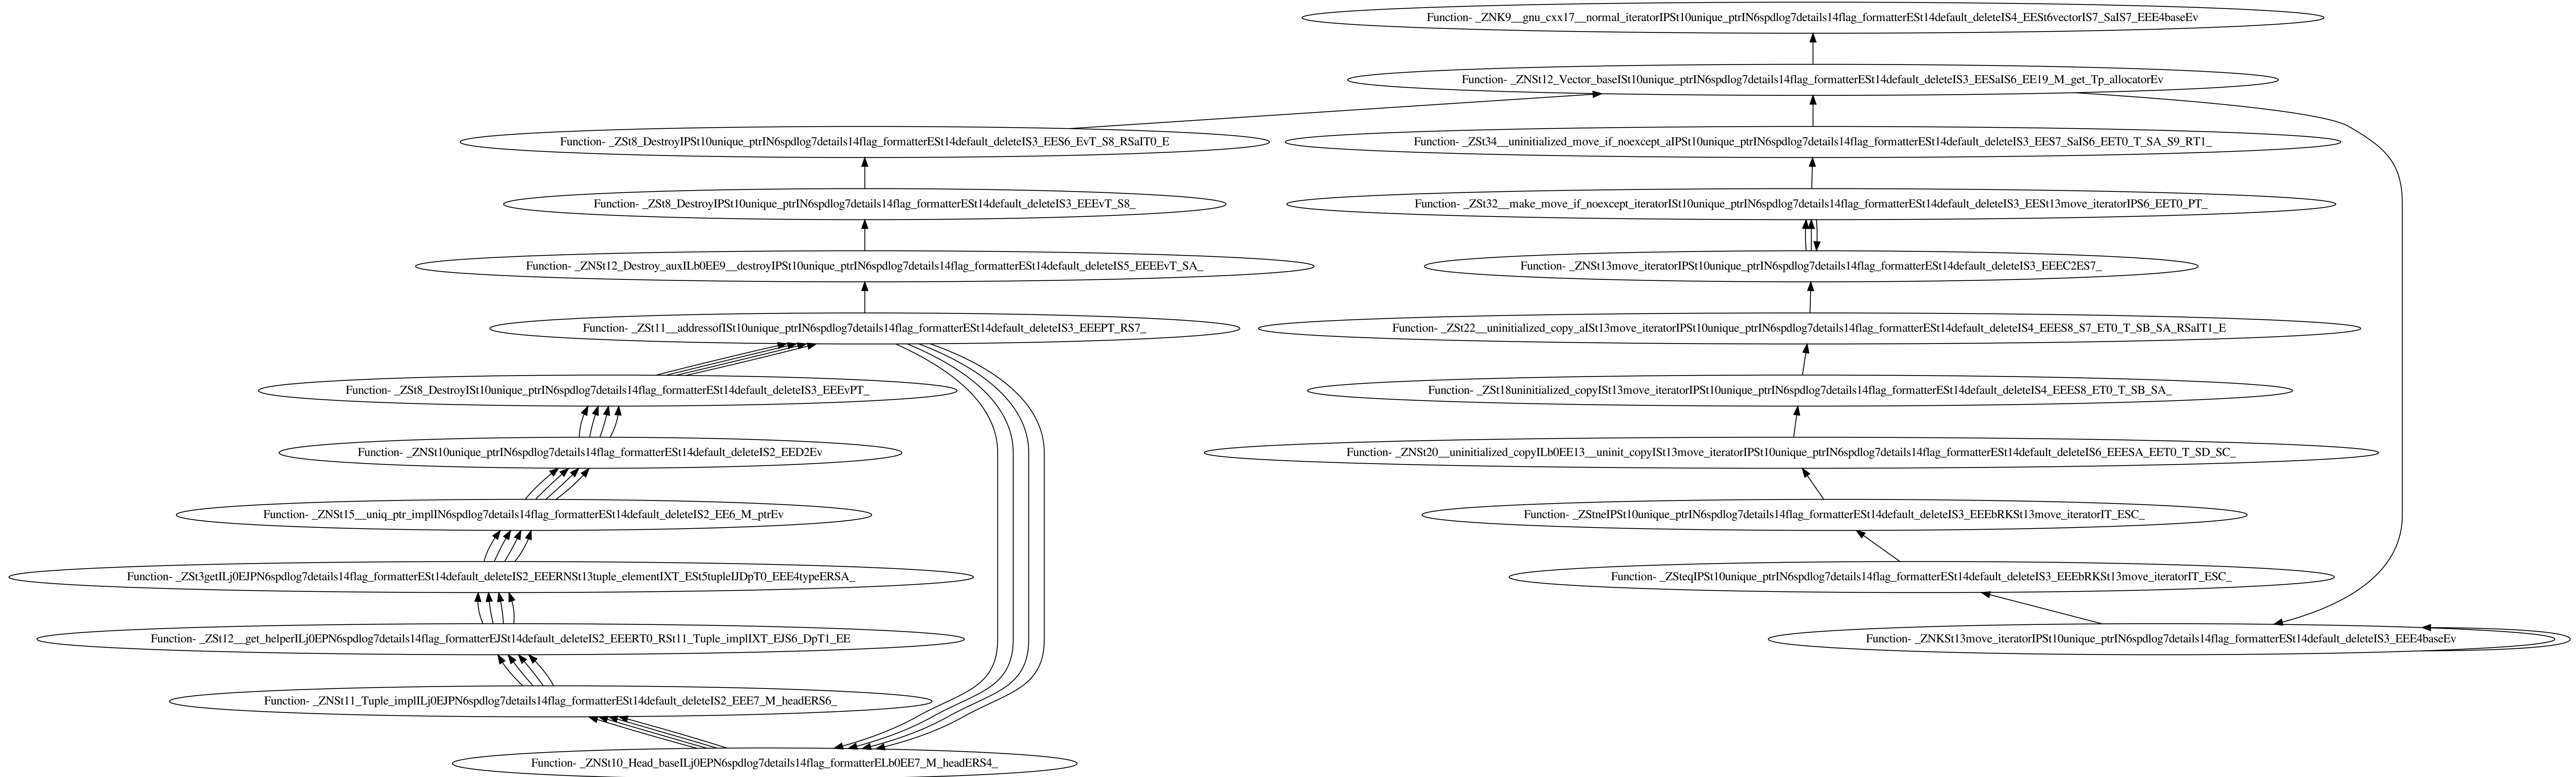 Function- _ZNK9__gnu_cxx17__normal_iteratorIPSt10unique_ptrIN6spdlog7details14flag_formatterESt14default_deleteIS4_EESt6vectorIS7_SaIS7_EEE4baseEv
Function- _ZNSt12_Vector_baseISt10unique_ptrIN6spdlog7details14flag_formatterESt14default_deleteIS3_EESaIS6_EE19_M_get_Tp_allocatorEv
Function- _ZSt8_DestroyIPSt10unique_ptrIN6spdlog7details14flag_formatterESt14default_deleteIS3_EES6_EvT_S8_RSaIT0_E
Function- _ZSt34__uninitialized_move_if_noexcept_aIPSt10unique_ptrIN6spdlog7details14flag_formatterESt14default_deleteIS3_EES7_SaIS6_EET0_T_SA_S9_RT1_
Function- _ZSt8_DestroyIPSt10unique_ptrIN6spdlog7details14flag_formatterESt14default_deleteIS3_EEEvT_S8_
Function- _ZSt32__make_move_if_noexcept_iteratorISt10unique_ptrIN6spdlog7details14flag_formatterESt14default_deleteIS3_EESt13move_iteratorIPS6_EET0_PT_
Function- _ZNSt12_Destroy_auxILb0EE9__destroyIPSt10unique_ptrIN6spdlog7details14flag_formatterESt14default_deleteIS5_EEEEvT_SA_
Function- _ZNSt13move_iteratorIPSt10unique_ptrIN6spdlog7details14flag_formatterESt14default_deleteIS3_EEEC2ES7_
Function- _ZSt11__addressofISt10unique_ptrIN6spdlog7details14flag_formatterESt14default_deleteIS3_EEEPT_RS7_
Function- _ZSt22__uninitialized_copy_aISt13move_iteratorIPSt10unique_ptrIN6spdlog7details14flag_formatterESt14default_deleteIS4_EEES8_S7_ET0_T_SB_SA_RSaIT1_E
Function- _ZSt8_DestroyISt10unique_ptrIN6spdlog7details14flag_formatterESt14default_deleteIS3_EEEvPT_
Function- _ZSt18uninitialized_copyISt13move_iteratorIPSt10unique_ptrIN6spdlog7details14flag_formatterESt14default_deleteIS4_EEES8_ET0_T_SB_SA_
Function- _ZNSt10unique_ptrIN6spdlog7details14flag_formatterESt14default_deleteIS2_EED2Ev
Function- _ZNSt20__uninitialized_copyILb0EE13__uninit_copyISt13move_iteratorIPSt10unique_ptrIN6spdlog7details14flag_formatterESt14default_deleteIS6_EEESA_EET0_T_SD_SC_
Function- _ZNSt15__uniq_ptr_implIN6spdlog7details14flag_formatterESt14default_deleteIS2_EE6_M_ptrEv
Function- _ZStneIPSt10unique_ptrIN6spdlog7details14flag_formatterESt14default_deleteIS3_EEEbRKSt13move_iteratorIT_ESC_
Function- _ZSt3getILj0EJPN6spdlog7details14flag_formatterESt14default_deleteIS2_EEERNSt13tuple_elementIXT_ESt5tupleIJDpT0_EEE4typeERSA_
Function- _ZSteqIPSt10unique_ptrIN6spdlog7details14flag_formatterESt14default_deleteIS3_EEEbRKSt13move_iteratorIT_ESC_
Function- _ZSt12__get_helperILj0EPN6spdlog7details14flag_formatterEJSt14default_deleteIS2_EEERT0_RSt11_Tuple_implIXT_EJS6_DpT1_EE
Function- _ZNKSt13move_iteratorIPSt10unique_ptrIN6spdlog7details14flag_formatterESt14default_deleteIS3_EEE4baseEv
Function- _ZNSt11_Tuple_implILj0EJPN6spdlog7details14flag_formatterESt14default_deleteIS2_EEE7_M_headERS6_
Function- _ZNSt10_Head_baseILj0EPN6spdlog7details14flag_formatterELb0EE7_M_headERS4_